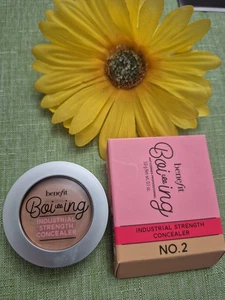 benefit
Boi-ing
INDUSTRIAL
STRENGTH
CONCEALER
benefit
Boi-ing
INDUSTRIAL STRENGTH
CONCEALER
NO.2